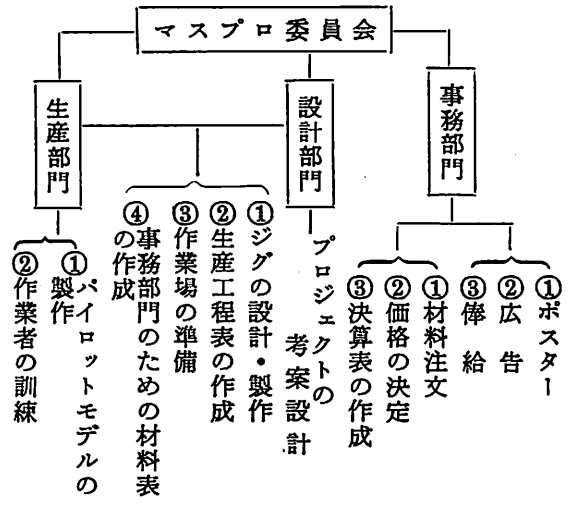 マスプロ委員会
事務部門
設計部門
生産部門
①ポスター
②広告
③俸給
①材料注文
②価格の決定
③決算表の作成
プロジェクトの
考案設計
①ジグの設計・製作
②生産工程表の作成
③作業場の準備
④事務部門のための材料表
の作成
①パイロットモデルの
製作
②作業者の訓練